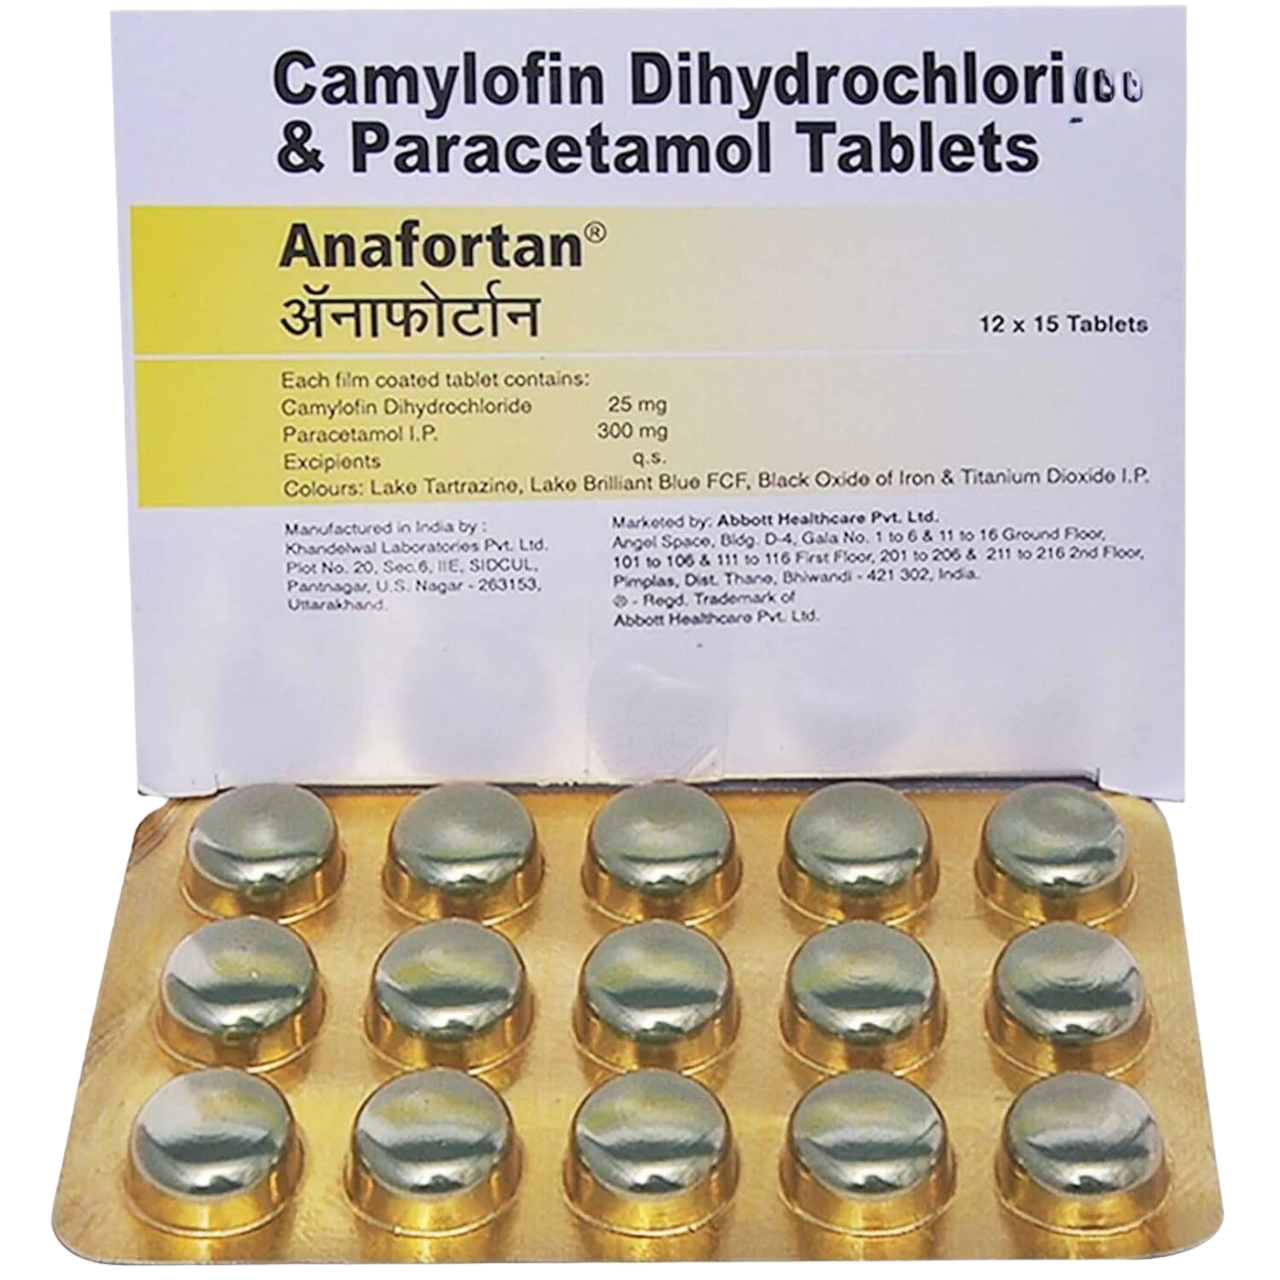 Camylofin Dihydrochlori
& Paracetamol Tablets
Anafortan®
ॲनाफोर्टान
12 x 15 Tablets
Each film coated tablet contains:
Camylofin Dihydrochloride 25 mg
Paracetamol I.P. 300 mg
Excipients q.s.
Colours: Lake Tartrazine, Lake Brilliant Blue FCF, Black Oxide of Iron & Titanium Dioxide I.P.
Manufactured in India by :
Khandelwal Laboratories Pvt. Ltd.
Plot No. 20, Sec.6, IIE, SIDCUL,
Pantnagar, U.S. Nagar - 263153,
Uttarakhand.
Marketed by: Abbott Healthcare Pvt. Ltd.
Angel Space, Bldg. D-4, Gala No. 1 to 6 & 11 to 16 Ground Floor,
101 to 106 & 111 to 116 First Floor, 201 to 206 & 211 to 216 2nd Floor,
Pimplas, Dist. Thane, Bhiwandi - 421 302, India.
® - Regd. Trademark of
Abbott Healthcare Pvt. Ltd.